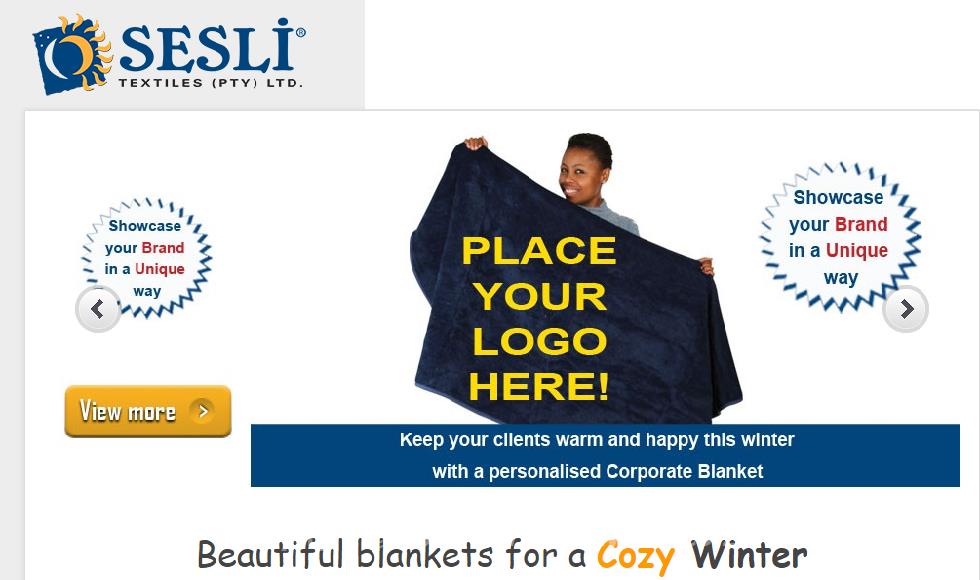 SESLİ®
TEXTILES (PTY) LTD.
Showcase
your Brand
in a Unique
way
PLACE
YOUR
LOGO
HERE!
Showcase
your Brand
in a Unique
way
View more
Keep your clients warm and happy this winter
with a personalised Corporate Blanket
Beautiful blankets for a Cozy Winter